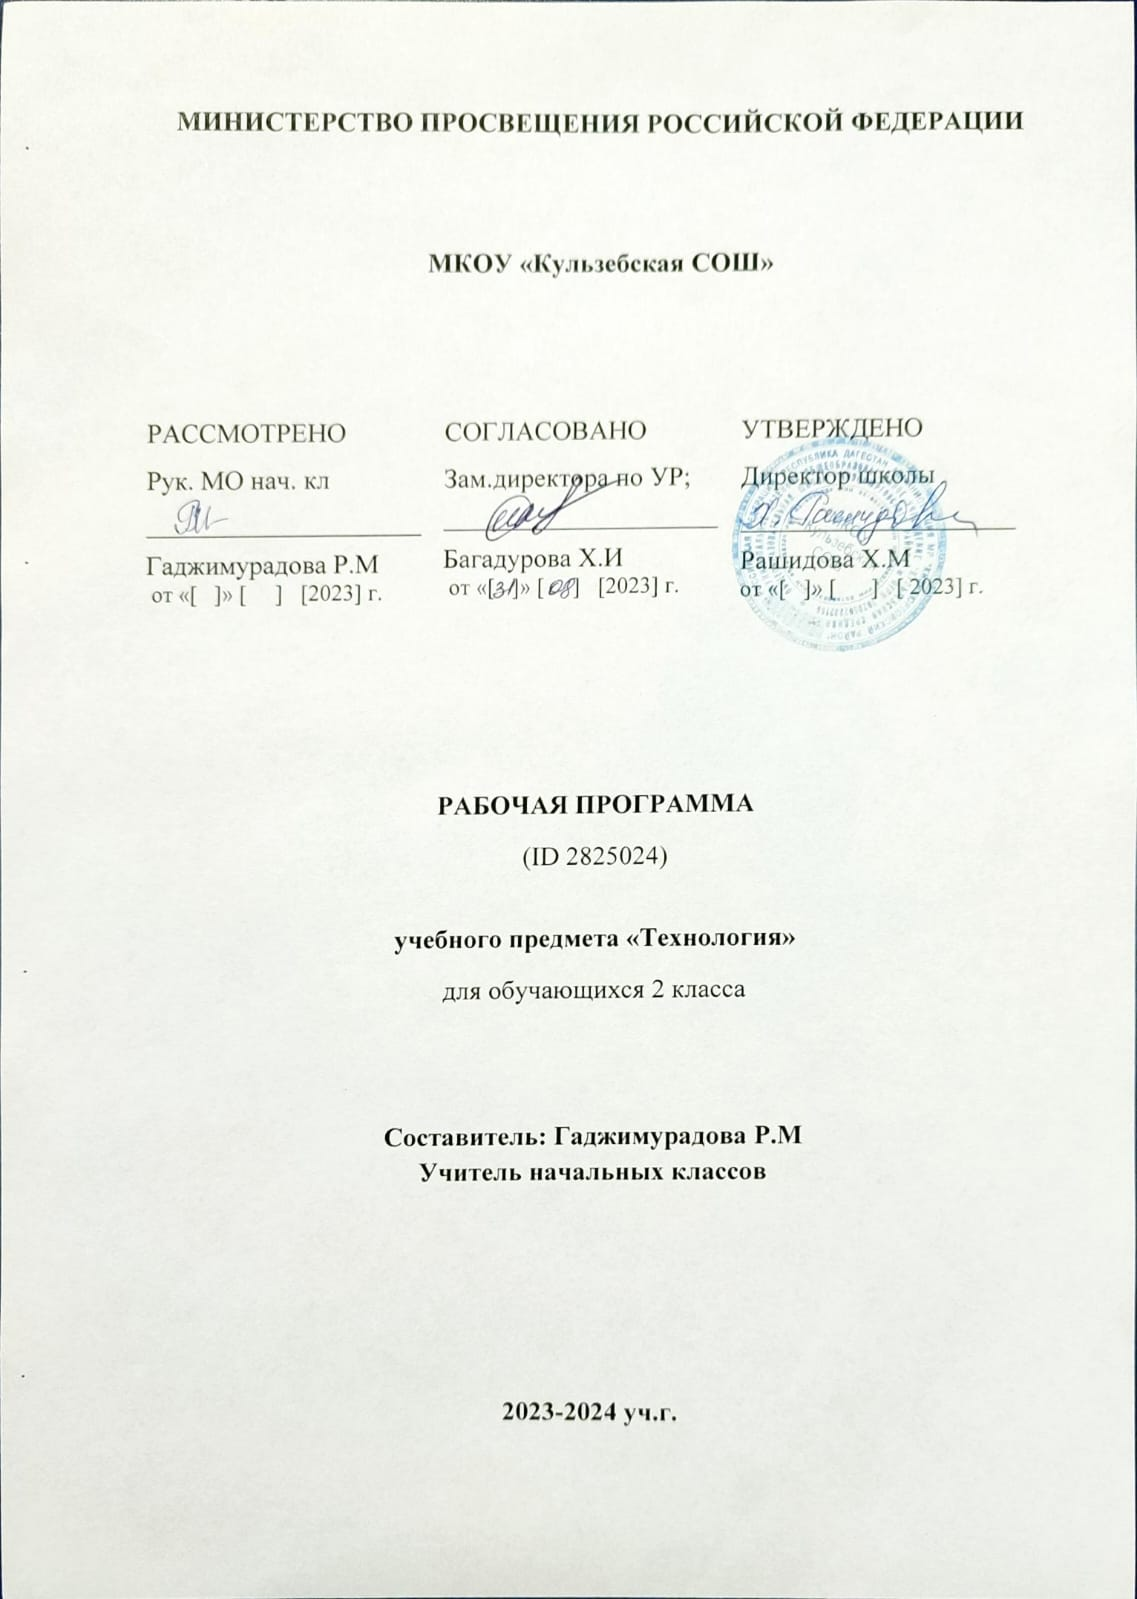 МИНИСТЕРСТВО ПРОСВЕЩЕНИЯ РОССИЙСКОЙ ФЕДЕРАЦИИ
МКОУ «Кульзебская СОШ»
РАССМОТРЕНО
Рук. МО нач. кл
Гаджимурадова Р.М
от «[ ]» [ ] [2023] г.
СОГЛАСОВАНО
Зам.директора по УР;
Багадурова Х.И
от «[31]» [08] [2023] г.
УТВЕРЖДЕНО
Директор школы
Рашидова Х.М
от «[ ]» [ ] [ 2023] г.
РАБОЧАЯ ПРОГРАММА
(ID 2825024)
учебного предмета «Технология»
для обучающихся 2 класса
Составитель: Гаджимурадова Р.М
Учитель начальных классов
2023-2024 уч.г.